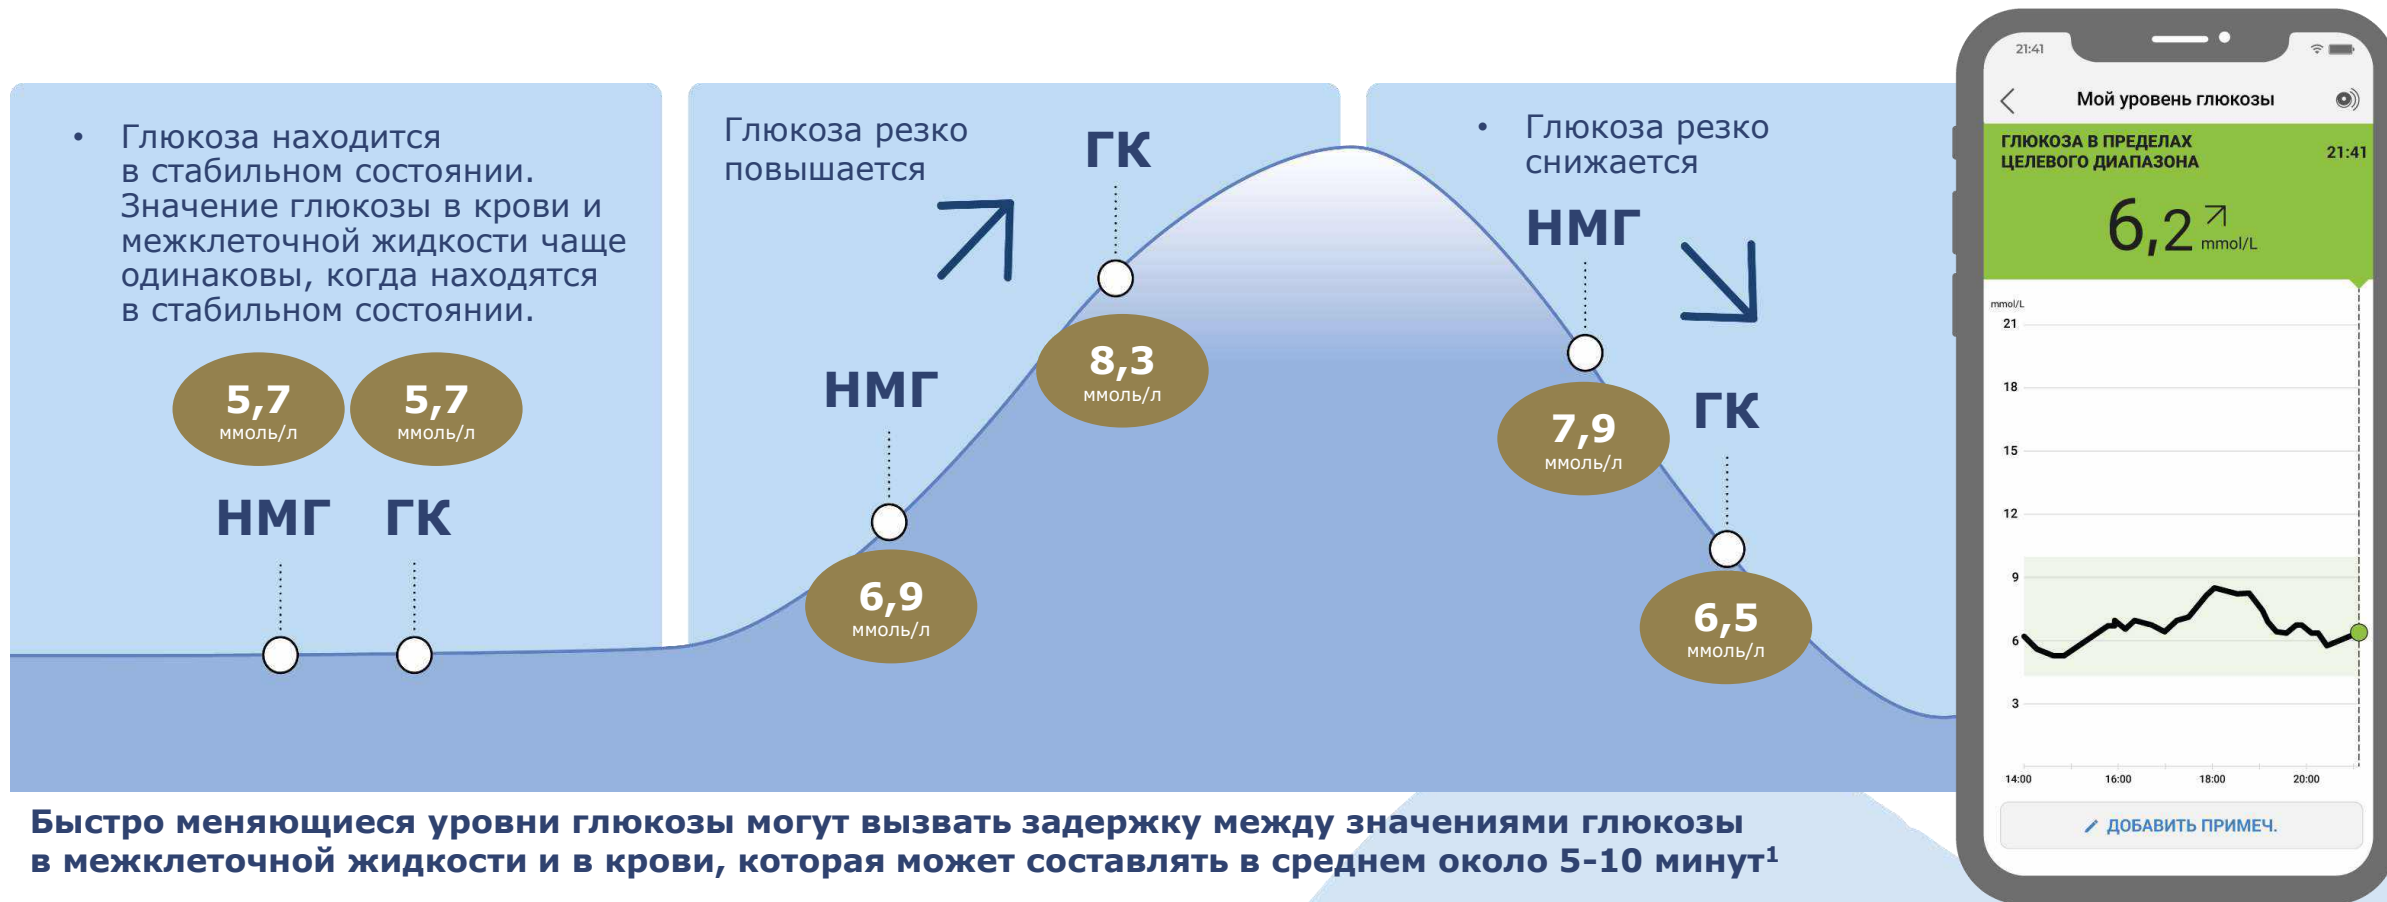 • Глюкоза находится
в стабильном состоянии.
Значение глюкозы в крови и
межклеточной жидкости чаще
одинаковы, когда находятся
в стабильном состоянии.
5,7
ммоль/л
5,7
ммоль/л
НМГ ГК
Глюкоза резко
повышается
ГК
8,3
ммоль/л
НМГ
6,9
ммоль/л
• Глюкоза резко
снижается
НМГ
7,9
ммоль/л
ГК
6,5
ммоль/л
Быстро меняющиеся уровни глюкозы могут вызвать задержку между значениями глюкозы
в межклеточной жидкости и в крови, которая может составлять в среднем около 5-10 минут¹
21:41
Мой уровень глюкозы
ГЛЮКОЗА В ПРЕДЕЛАХ
ЦЕЛЕВОГО ДИАПАЗОНА
21:41
6,2 mmol/L
mmol/L
21
18
15
12
9
6
3
14:00 16:00 18:00 20:00
ДОБАВИТЬ ПРИМЕЧ.